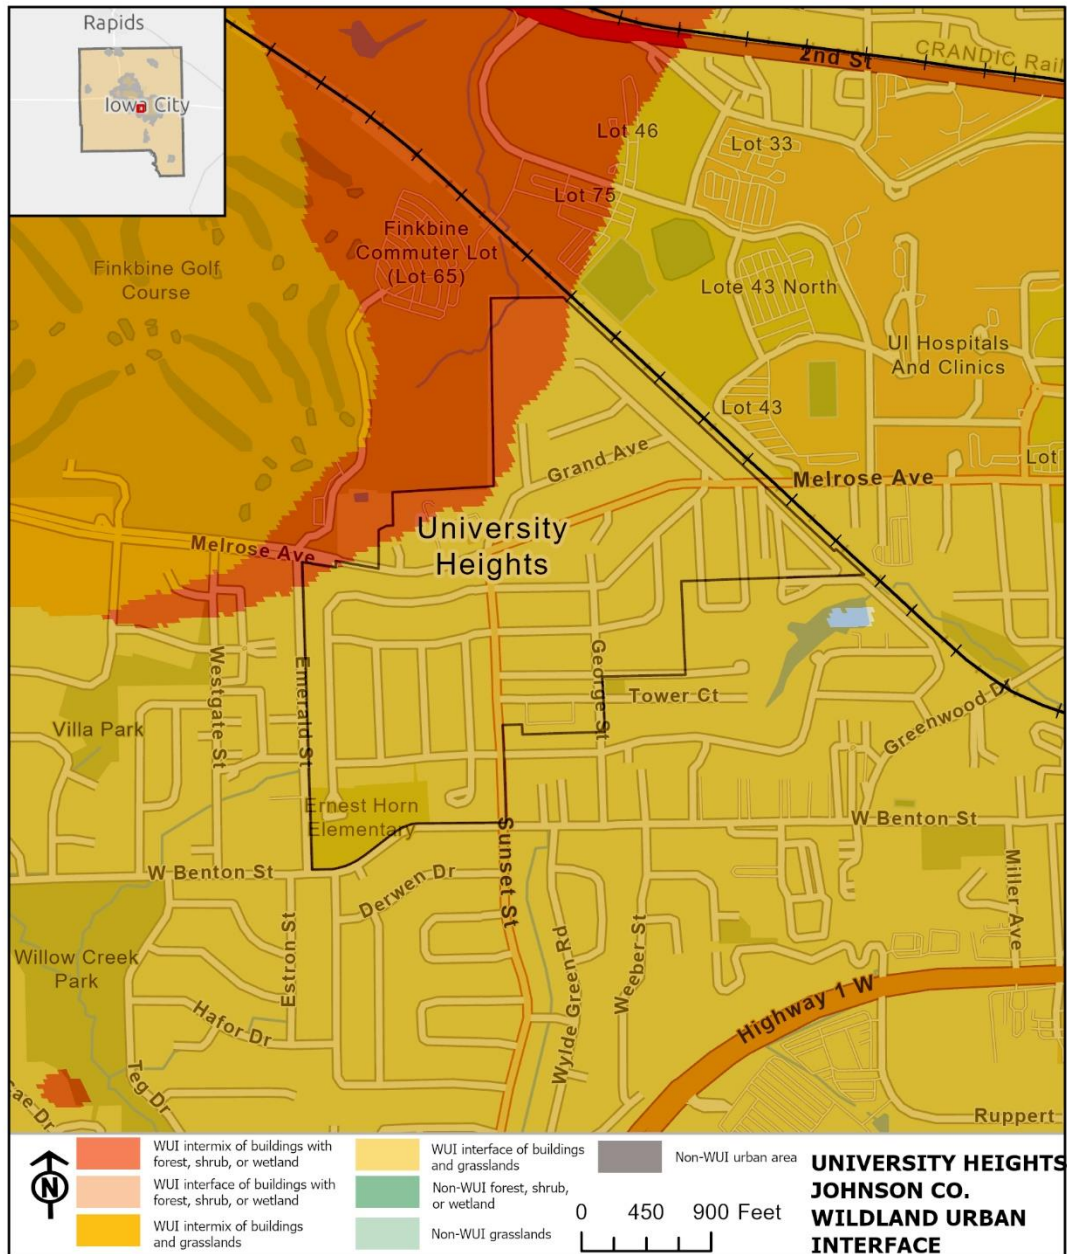 Rapids
Iowa City
2nd St
CRANDIC Rail
Lot 46
Lot 33
Lot 75
Finkbine
Commuter Lot
(Lot 65)
Finkbine Golf
Course
Lote 43 North
UI Hospitals
And Clinics
Lot 43
Grand Ave
Lot
Melrose Ave
University
Heights
Melrose Ave
Westgate St
Emerald St
George St
Tower Ct
Greenwood Dr
Villa Park
Ernest Horn
Elementary
W Benton St
Sunset St
W Benton St
Derwen Dr
Miller Ave
Willow Creek
Park
Estron St
Wylde Green Rd
Weeber St
Highway 1 W
Hafor Dr
Teg Dr
ae Dr
Ruppert
WUI intermix of buildings with
forest, shrub, or wetland
WUI interface of buildings with
forest, shrub, or wetland
WUI intermix of buildings
and grasslands
WUI interface of buildings
and grasslands
Non-WUI forest, shrub,
or wetland
Non-WUI grasslands
Non-WUI urban area
N
0 450 900 Feet
UNIVERSITY HEIGHTS
JOHNSON CO.
WILDLAND URBAN
INTERFACE